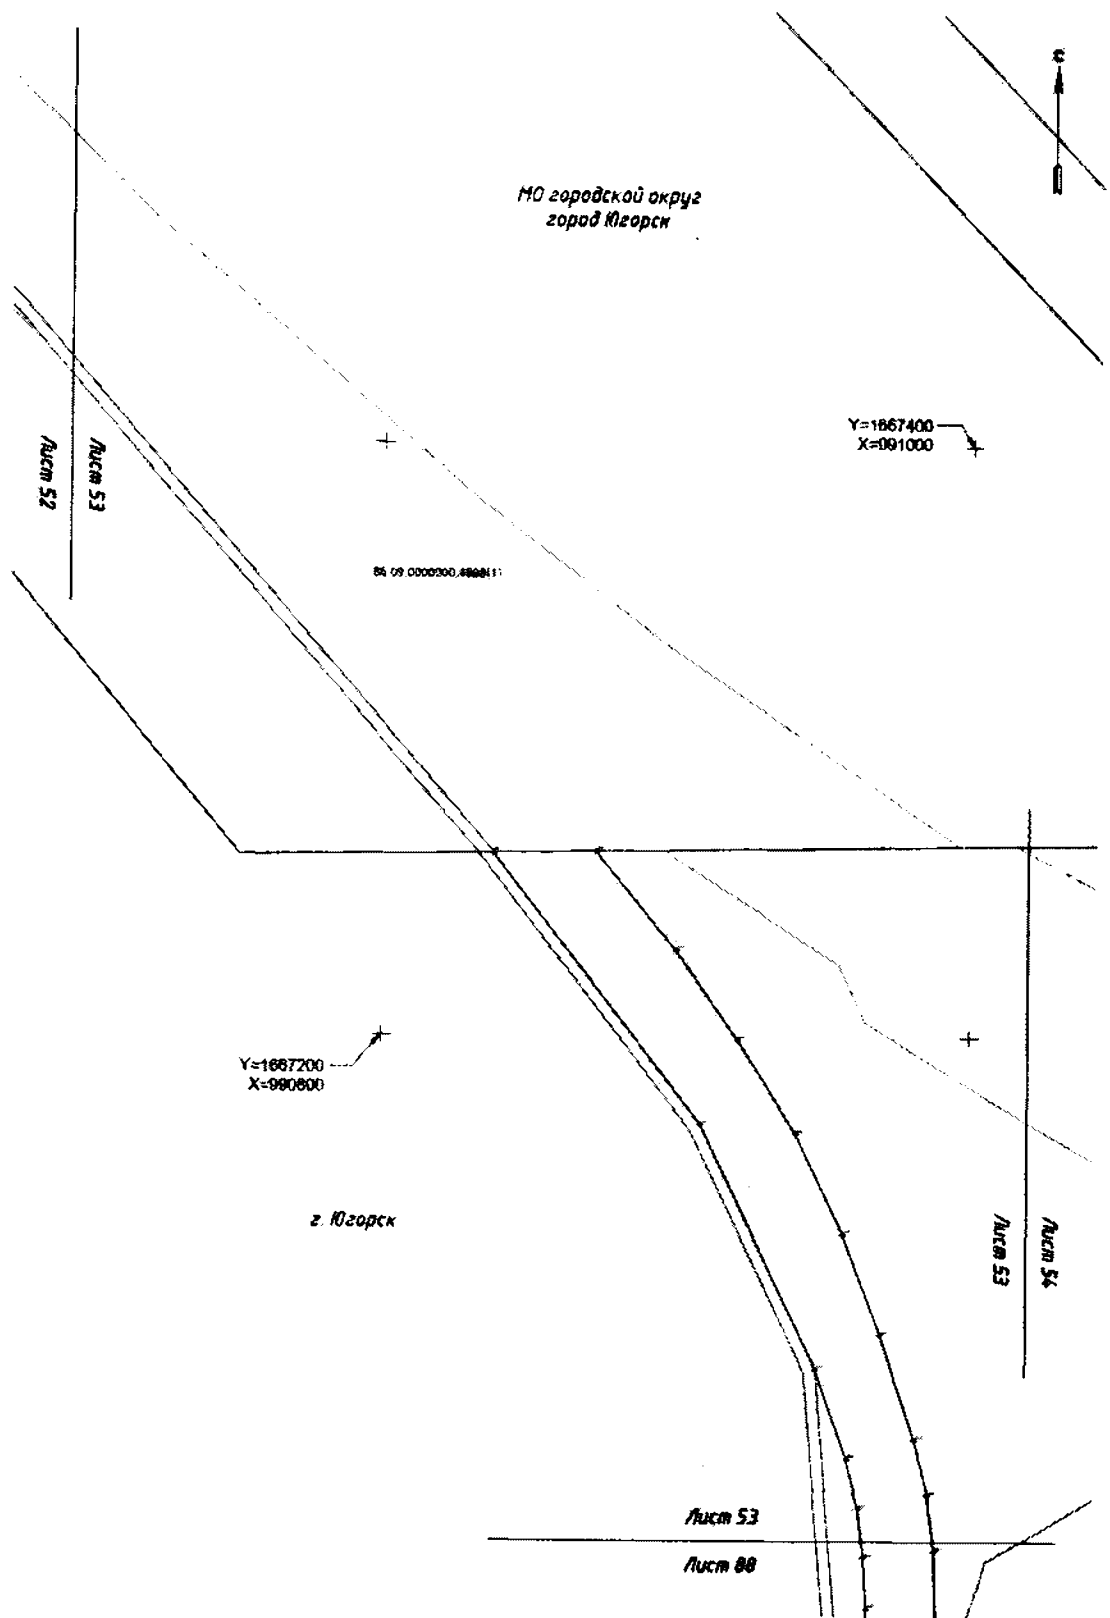 С
МО городской округ
город Югорск
Y=1667400
X=991000
Лист 52
Лист 53
Y=1667200
X=990800
г. Югорск
Лист 53
Лист 54
Лист 53
Лист 88